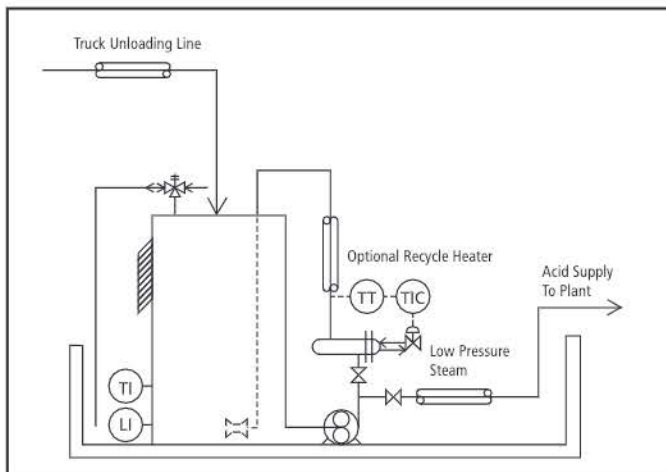 Truck Unloading Line
Optional Recycle Heater
Acid Supply
To Plant
TT
TIC
Low Pressure
Steam
TI
LI